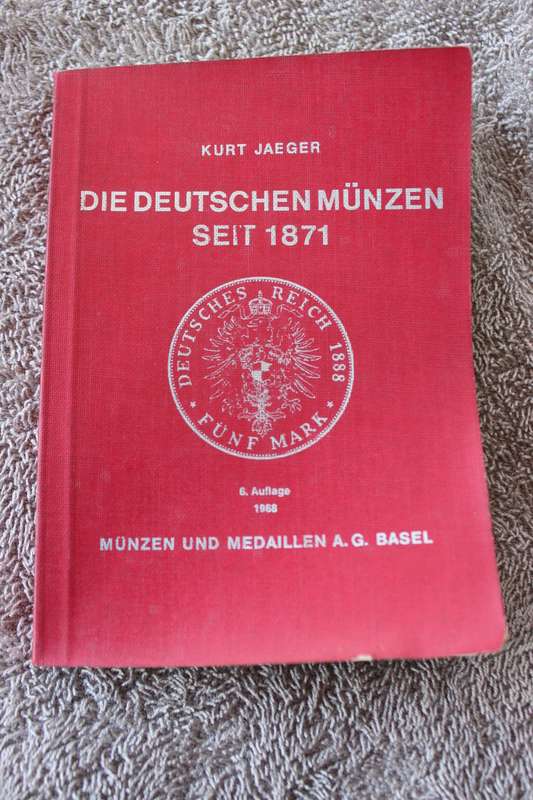 KURT JAEGER
DIE DEUTSCHEN MÜNZEN
SEIT 1871
DEUTSCHES REICH 1888
* FÜNF MARK *
6. Auflage
1968
MÜNZEN UND MEDAILLEN A.G. BASEL